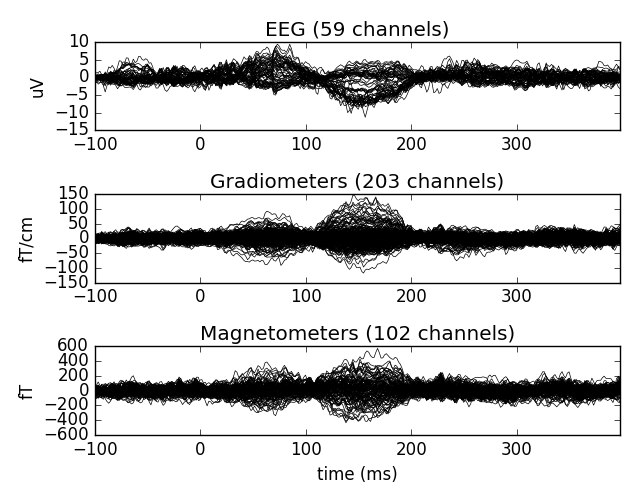 EEG (59 channels)
10
5
0
−5
−10
−15
uV
−100 0 100 200 300
Gradiometers (203 channels)
150
100
50
0
−50
−100
−150
fT/cm
−100 0 100 200 300
Magnetometers (102 channels)
600
400
200
0
−200
−400
−600
fT
−100 0 100 200 300
time (ms)